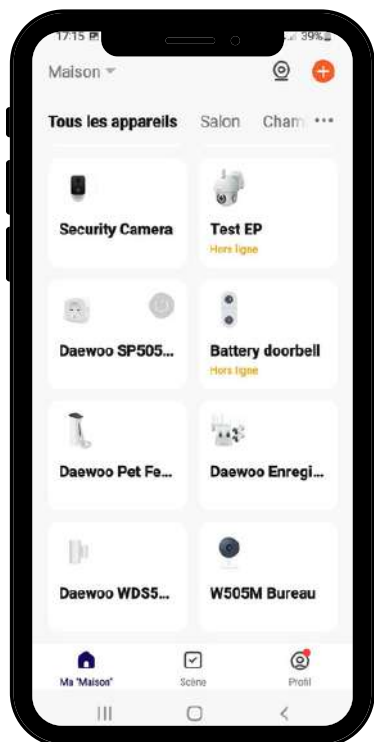 17:15 39%
Maison
Tous les appareils Salon Cham
Security Camera Test EP
Hors ligne
Daewoo SP505... Battery doorbell
Hors ligne
Daewoo Pet Fe... Daewoo Enregi...
Daewoo WDS5... W505M Bureau
Ma "Maison" Scène Profil